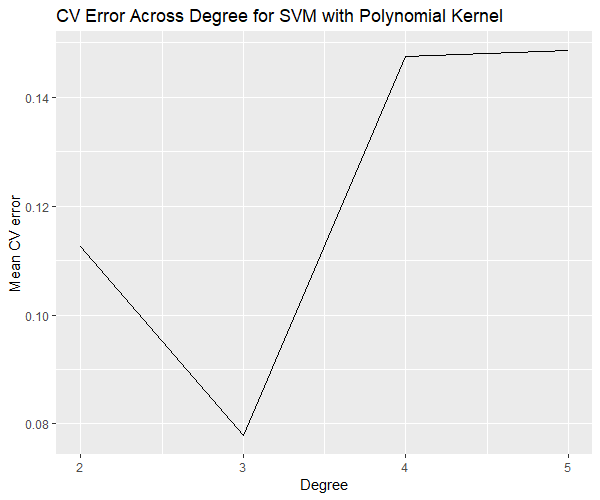 CV Error Across Degree for SVM with Polynomial Kernel
Mean CV error
0.14
0.12
0.10
0.08
2 3 4 5
Degree